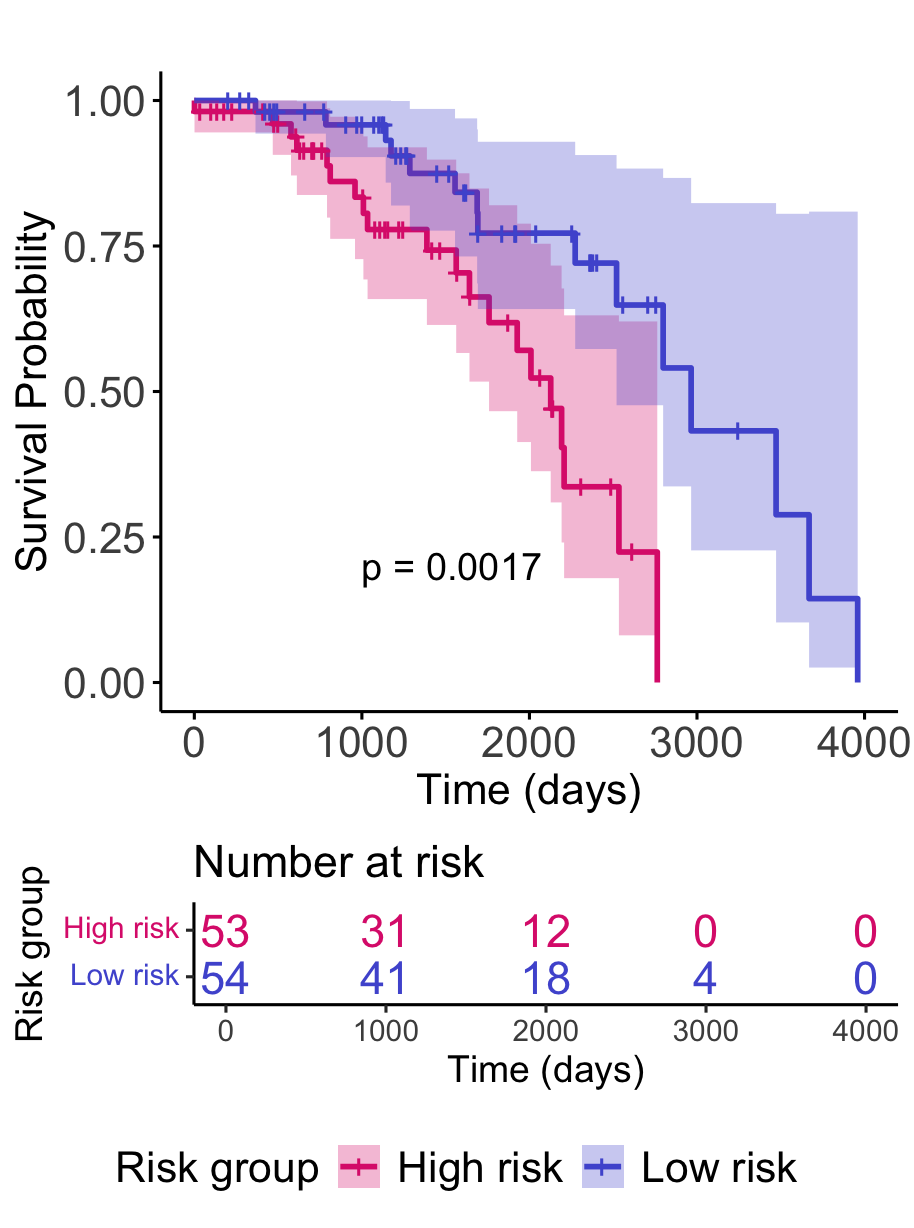 Survival Probability
1.00
0.75
0.50
0.25
0.00
p = 0.0017
0 1000 2000 3000 4000
Time (days)
Number at risk
Risk group
High risk 53 31 12 0 0
Low risk 54 41 18 4 0
0 1000 2000 3000 4000
Time (days)
Risk group High risk Low risk